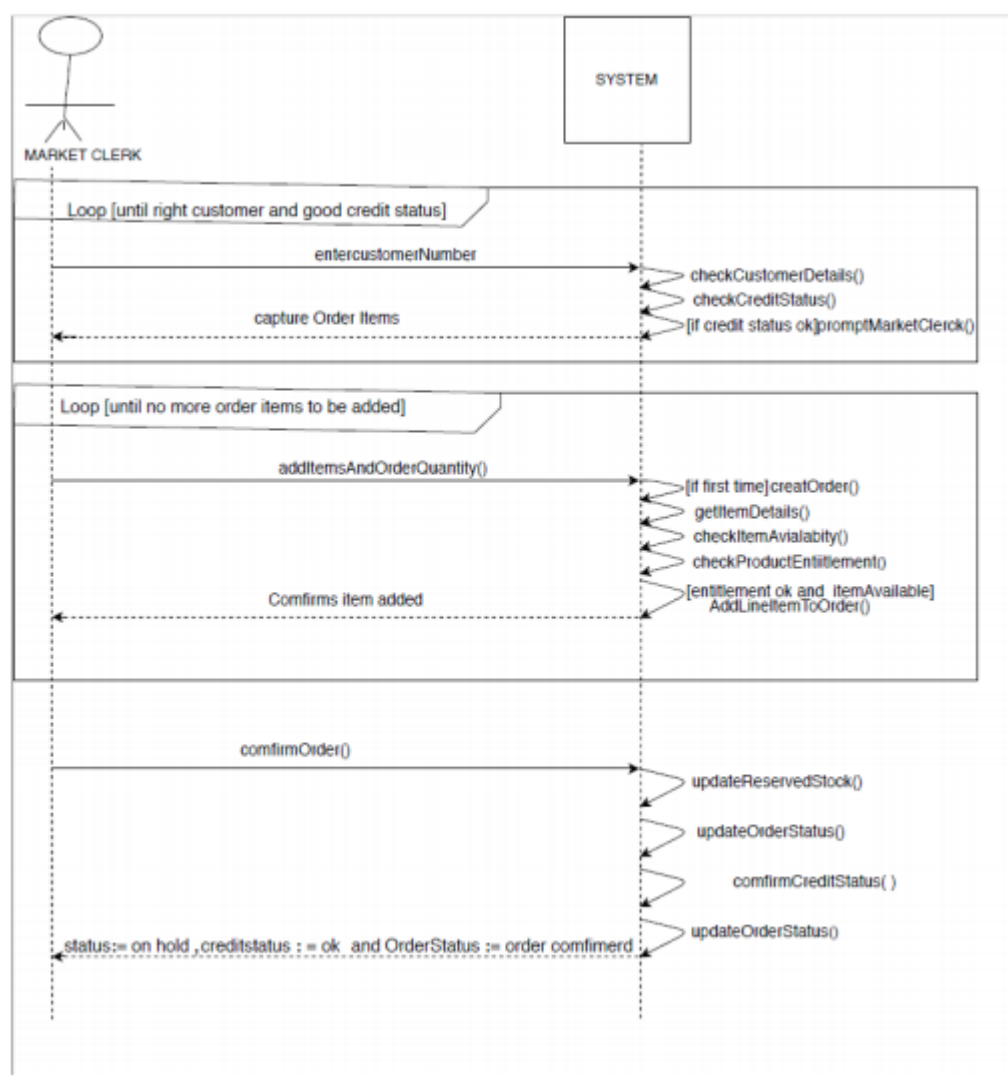 SYSTEM
MARKET CLERK
Loop [until right customer and good credit status]
entercustomerNumber
checkCustomerDetails()
checkCreditStatus()
capture Order Items
[if credit status ok]promptMarketClerck()
Loop [until no more order items to be added]
addItemsAndOrderQuantity()
[if first time]creatOrder()
getItemDetails()
checkItemAvialabity()
checkProductEntiitlement()
Comfirms item added
[entitlement ok and itemAvailable]
AddLineItemToOrder()
comfirmOrder()
updateReservedStock()
updateOrderStatus()
comfirmCreditStatus( )
updateOrderStatus()
status:= on hold ,creditstatus : = ok and OrderStatus := order comfimerd